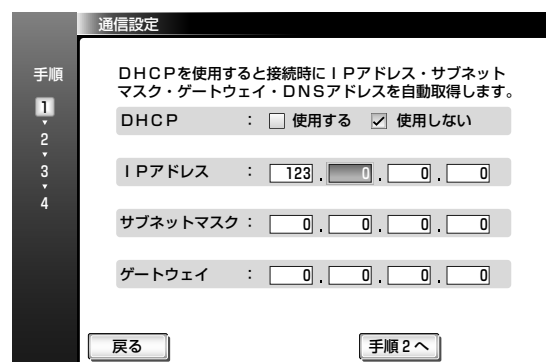 通信設定
手順
1
2
3
4
DHCPを使用すると接続時にIPアドレス・サブネット
マスク・ゲートウェイ・DNSアドレスを自動取得します。
DHCP : 使用する 使用しない
IPアドレス : 123 . 0 . 0 . 0
サブネットマスク : 0 . 0 . 0 . 0
ゲートウェイ : 0 . 0 . 0 . 0
戻る 手順2へ